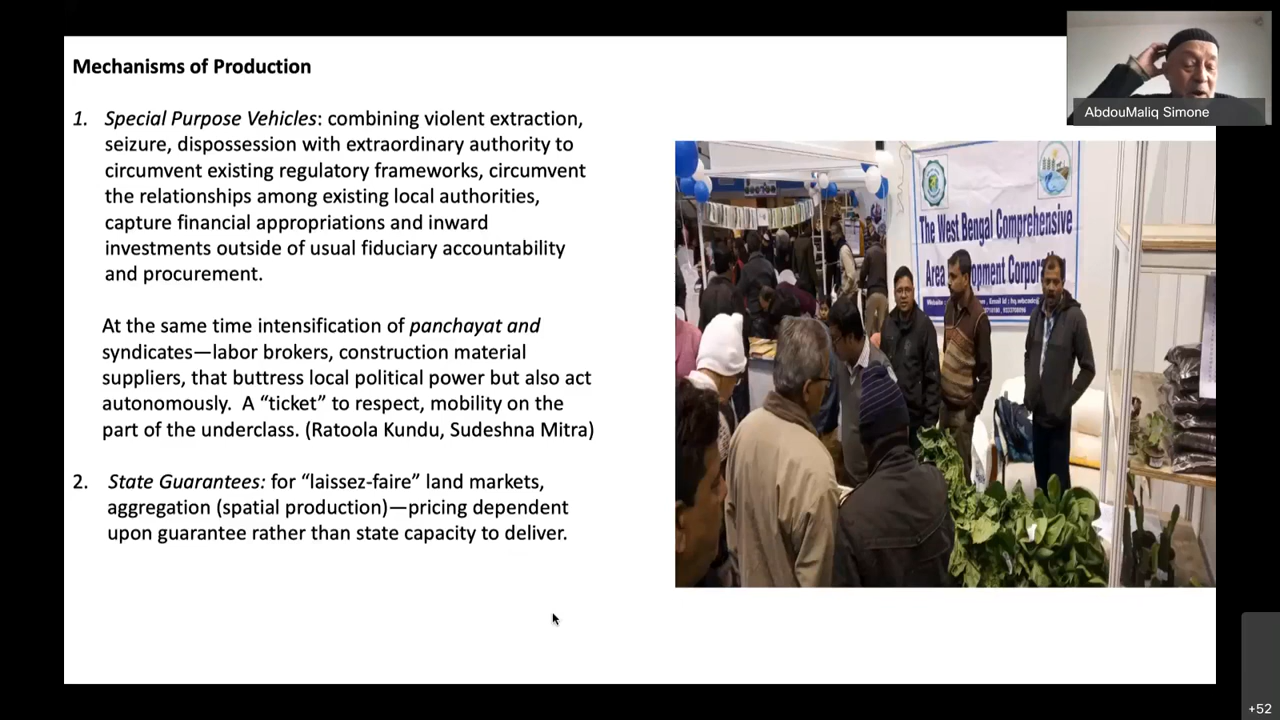 Mechanisms of Production
1. Special Purpose Vehicles: combining violent extraction,
seizure, dispossession with extraordinary authority to
circumvent existing regulatory frameworks, circumvent
the relationships among existing local authorities,
capture financial appropriations and inward
investments outside of usual fiduciary accountability
and procurement.
At the same time intensification of panchayat and
syndicates—labor brokers, construction material
suppliers, that buttress local political power but also act
autonomously. A “ticket” to respect, mobility on the
part of the underclass. (Ratoola Kundu, Sudeshna Mitra)
2. State Guarantees: for “laissez-faire” land markets,
aggregation (spatial production)—pricing dependent
upon guarantee rather than state capacity to deliver.
AbdouMaliq Simone
The West Bengal Comprehensive
Area
+52